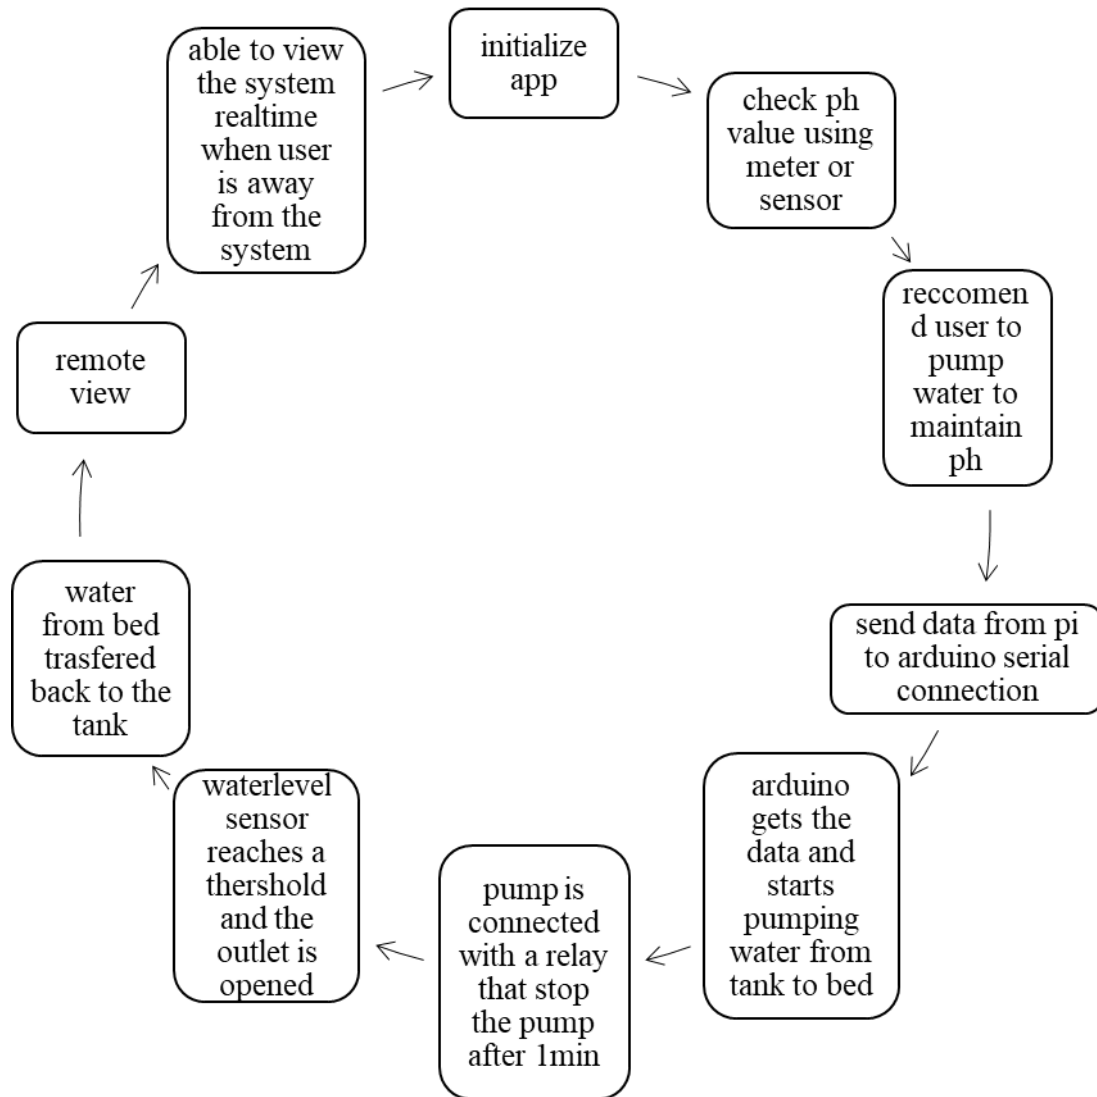 initialize
app
check ph
value using
meter or
sensor
reccomen
d user to
pump
water to
maintain
ph
send data from pi
to arduino serial
connection
arduino
gets the
data and
starts
pumping
water from
tank to bed
pump is
connected
with a relay
that stop
the pump
after 1min
waterlevel
sensor
reaches a
thershold
and the
outlet is
opened
water
from bed
trasfered
back to the
tank
remote
view
able to view
the system
realtime
when user
is away
from the
system